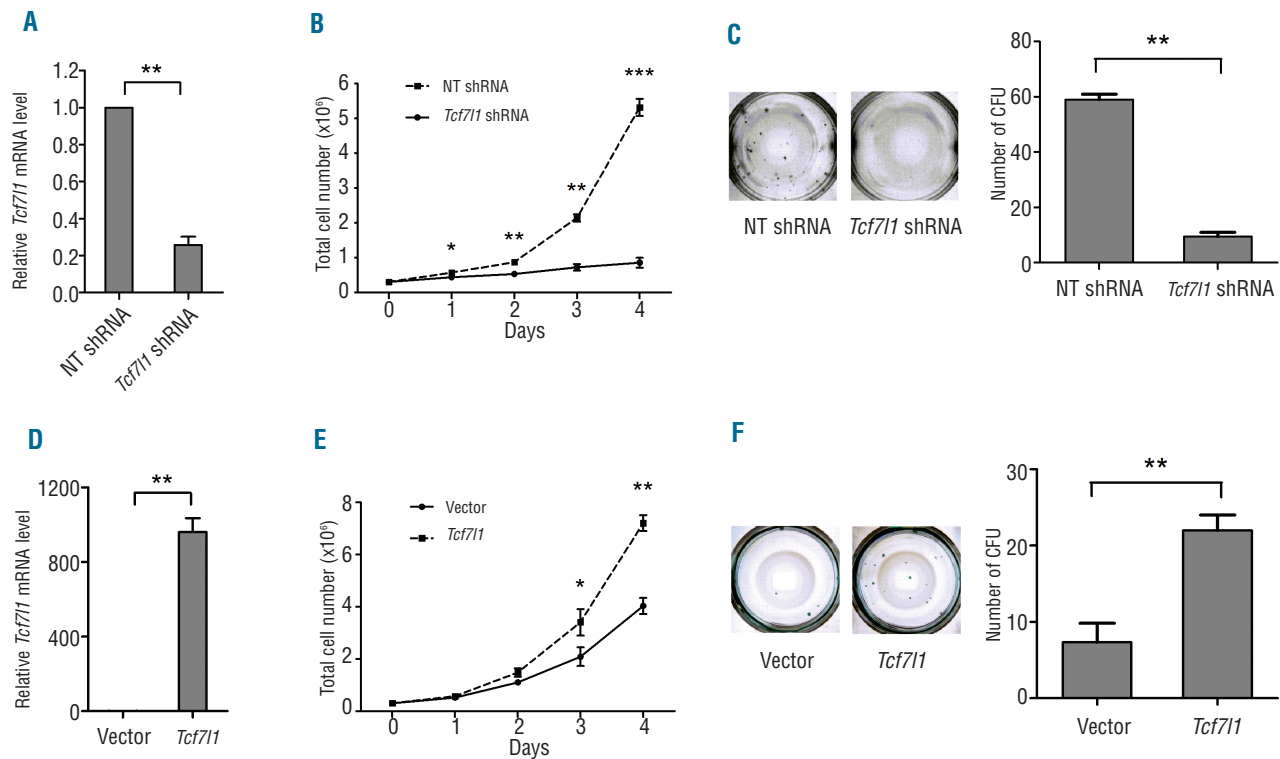 A
Relative Tcf7l1 mRNA level
1.2
1.0
0.8
0.6
0.4
0.2
0.0
**
NT shRNA
Tcf7l1 shRNA
B
Total cell number (x10⁶)
6
5
4
3
2
1
0
NT shRNA
Tcf7l1 shRNA
*
**
**
***
0 1 2 3 4
Days
C
NT shRNA Tcf7l1 shRNA
Number of CFU
80
60
40
20
0
**
NT shRNA Tcf7l1 shRNA
D
Relative Tcf7l1 mRNA level
1200
800
400
0
**
Vector Tcf7l1
E
Total cell number (x10⁶)
8
6
4
2
0
Vector
Tcf7l1
*
**
0 1 2 3 4
Days
F
Vector Tcf7l1
Number of CFU
30
20
10
0
**
Vector Tcf7l1